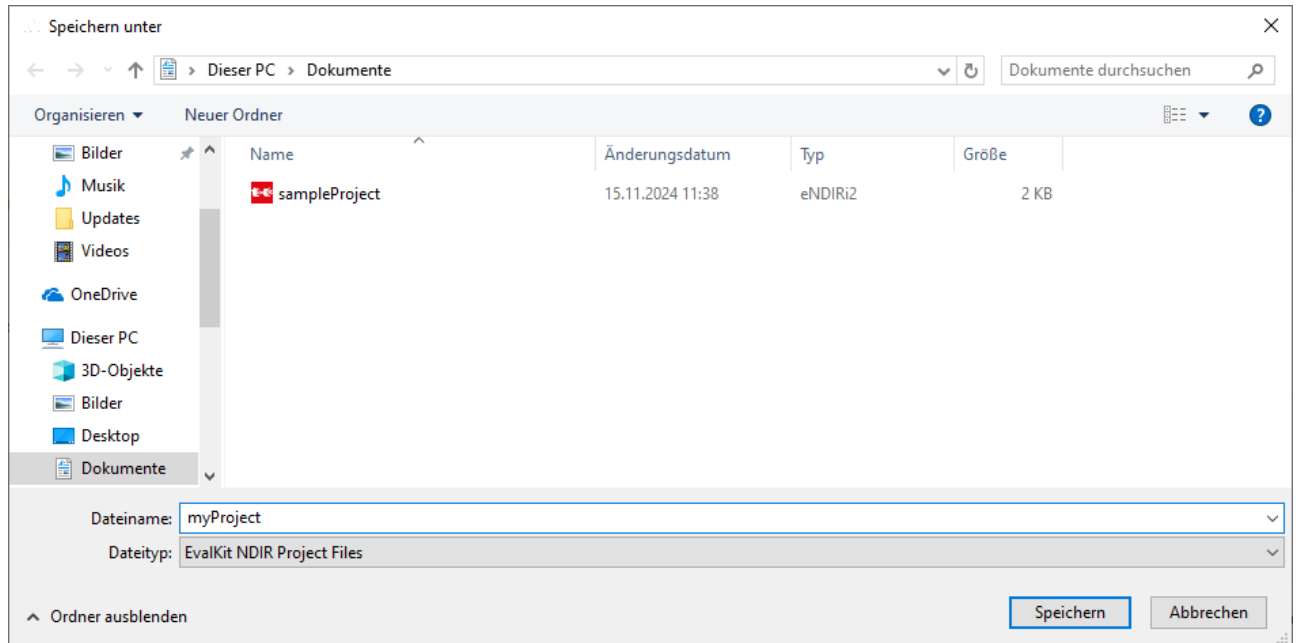 Speichern unter
Dieser PC Dokumente Dokumente durchsuchen
Organisieren Neuer Ordner
Bilder
Musik
Updates
Videos
OneDrive
Dieser PC
3D-Objekte
Bilder
Desktop
Dokumente
Name Änderungsdatum Typ Größe
sampleProject 15.11.2024 11:38 eNDIRi2 2 KB
Dateiname: myProject
Dateityp: EvalKit NDIR Project Files
Ordner ausblenden Speichern Abbrechen